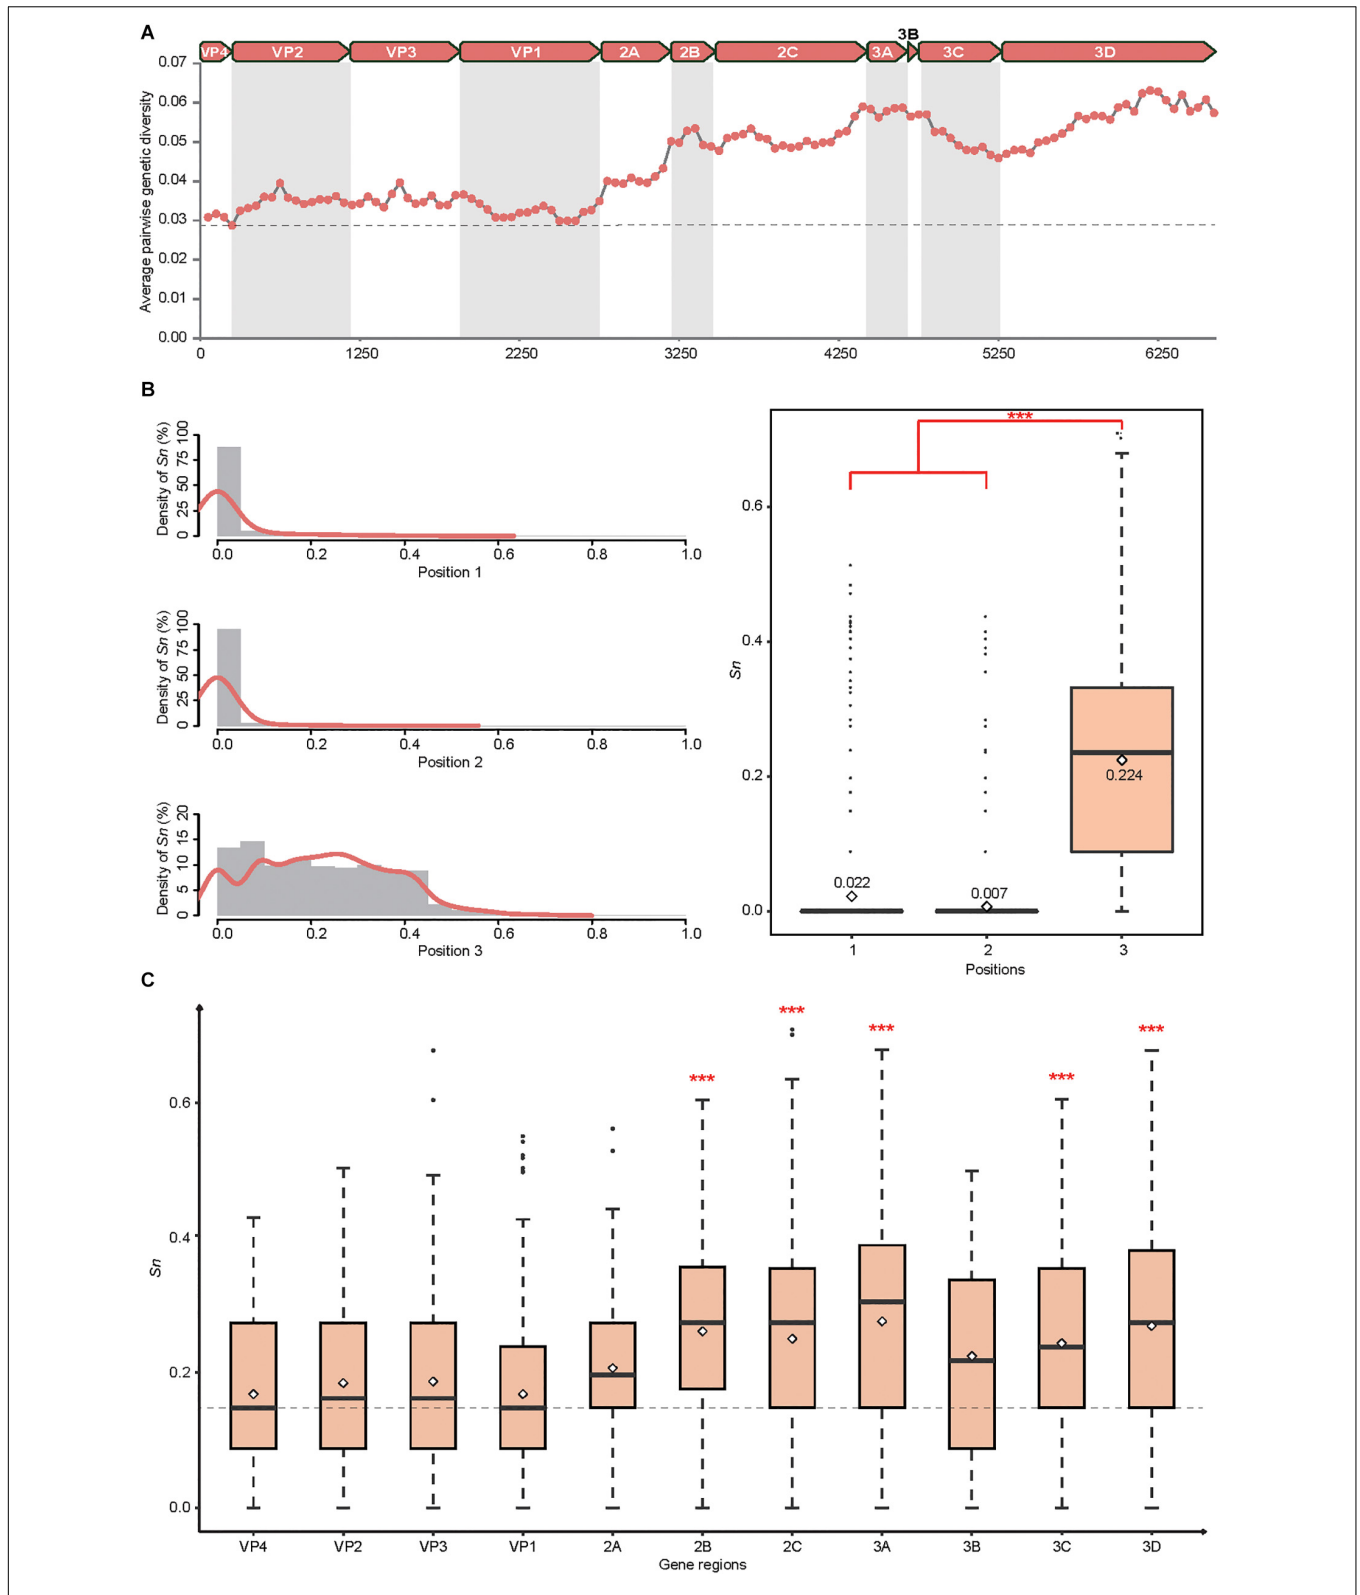 A
3B
VP4 VP2 VP3 VP1 2A 2B 2C 3A 3C 3D
Average pairwise genetic diversity
0.07
0.06
0.05
0.04
0.03
0.02
0.01
0.00
0 1250 2250 3250 4250 5250 6250
B
Density of Sn (%)
0 25 50 75 100
0.0 0.2 0.4 0.6 0.8 1.0
Position 1
Density of Sn (%)
0 25 50 75 100
0.0 0.2 0.4 0.6 0.8 1.0
Position 2
Density of Sn (%)
0 5 10 15 20
0.0 0.2 0.4 0.6 0.8 1.0
Position 3
***
Sn
0.6
0.4
0.2
0.0
0.022
0.007
0.224
1 2 3
Positions
C
*** *** *** *** ***
Sn
0.6
0.4
0.2
0.0
VP4 VP2 VP3 VP1 2A 2B 2C 3A 3B 3C 3D
Gene regions